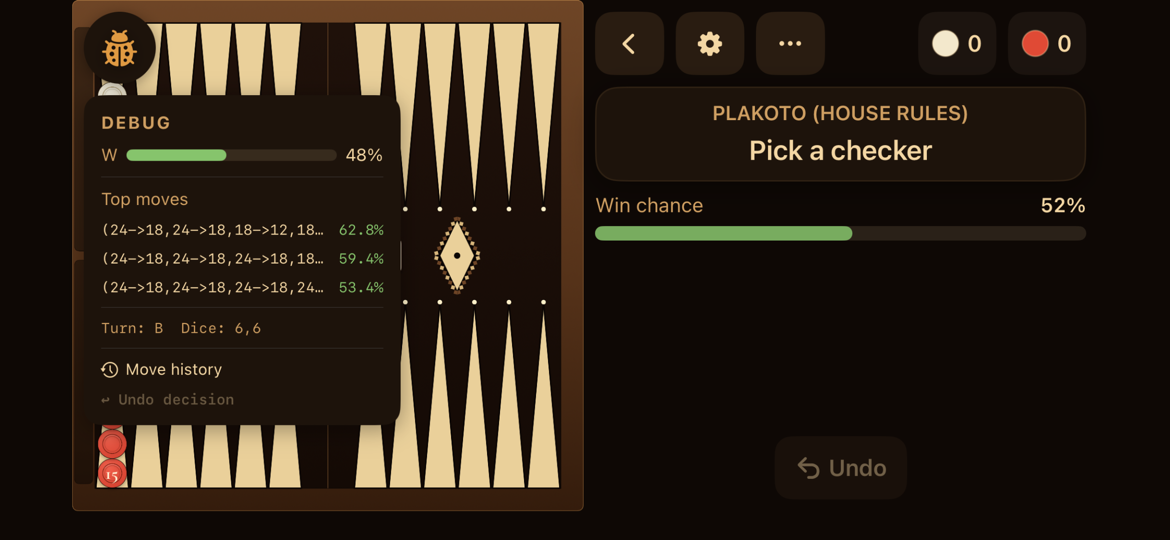 DEBUG
W 48%
Top moves
(24->18,24->18,18->12,18… 62.8%
(24->18,24->18,24->18,18… 59.4%
(24->18,24->18,24->18,24… 53.4%
Turn: B Dice: 6,6
Move history
↩ Undo decision
15
0
0
PLAKOTO (HOUSE RULES)
Pick a checker
Win chance 52%
Undo